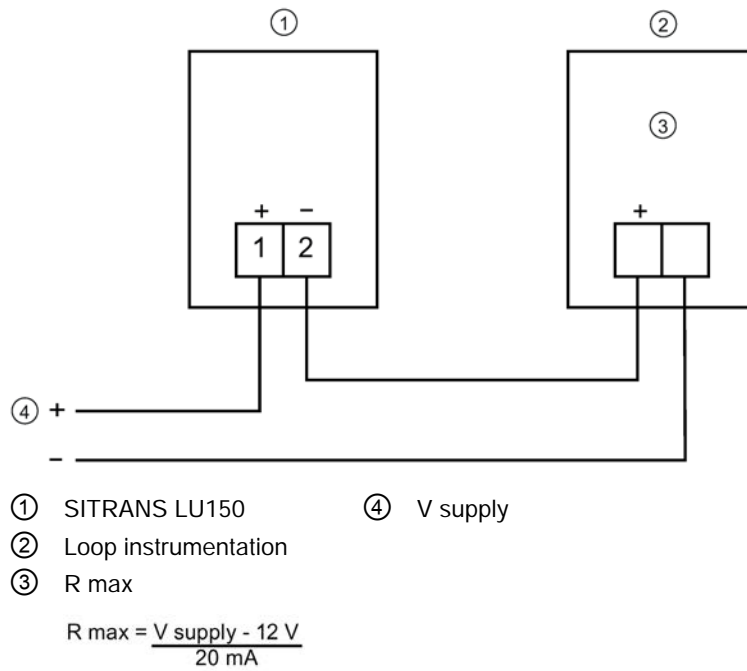 ① ②
③
+ − +
1 2
④ +
−
① SITRANS LU150 ④ V supply
② Loop instrumentation
③ R max
R max = V supply - 12 V
20 mA